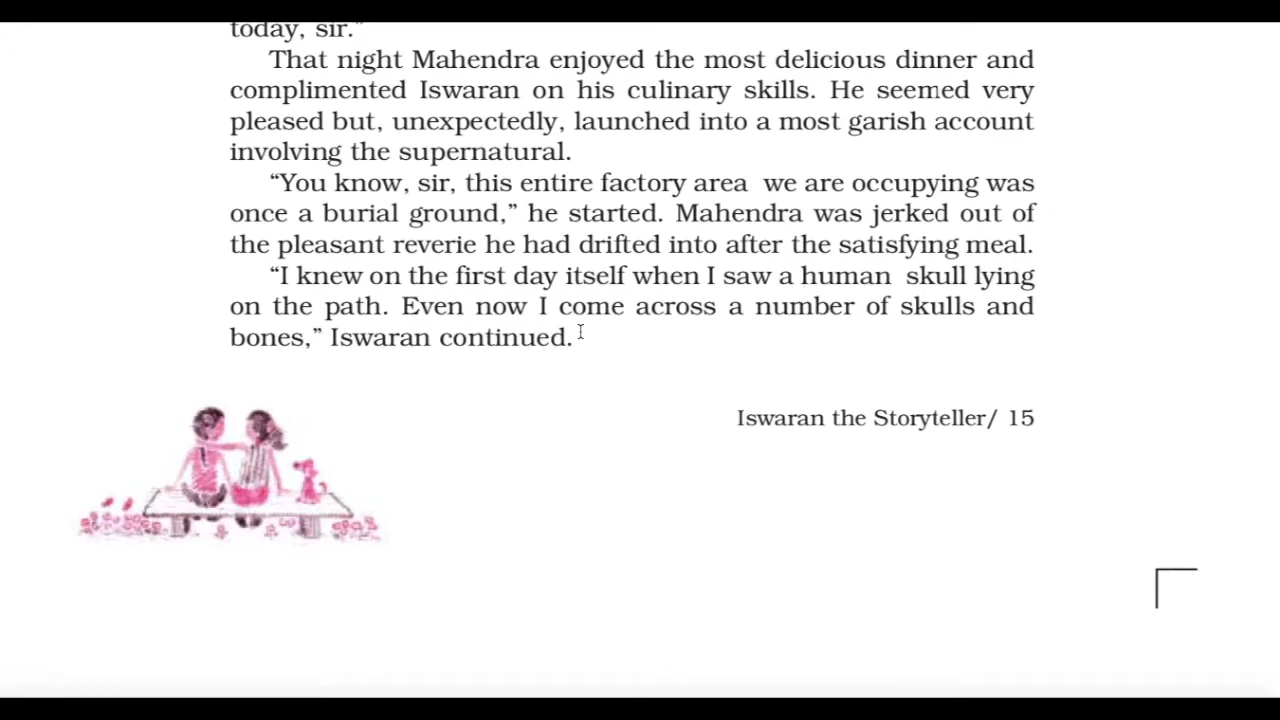 today, sir.”
That night Mahendra enjoyed the most delicious dinner and
complimented Iswaran on his culinary skills. He seemed very
pleased but, unexpectedly, launched into a most garish account
involving the supernatural.
“You know, sir, this entire factory area we are occupying was
once a burial ground,” he started. Mahendra was jerked out of
the pleasant reverie he had drifted into after the satisfying meal.
“I knew on the first day itself when I saw a human skull lying
on the path. Even now I come across a number of skulls and
bones,” Iswaran continued.
Iswaran the Storyteller/ 15